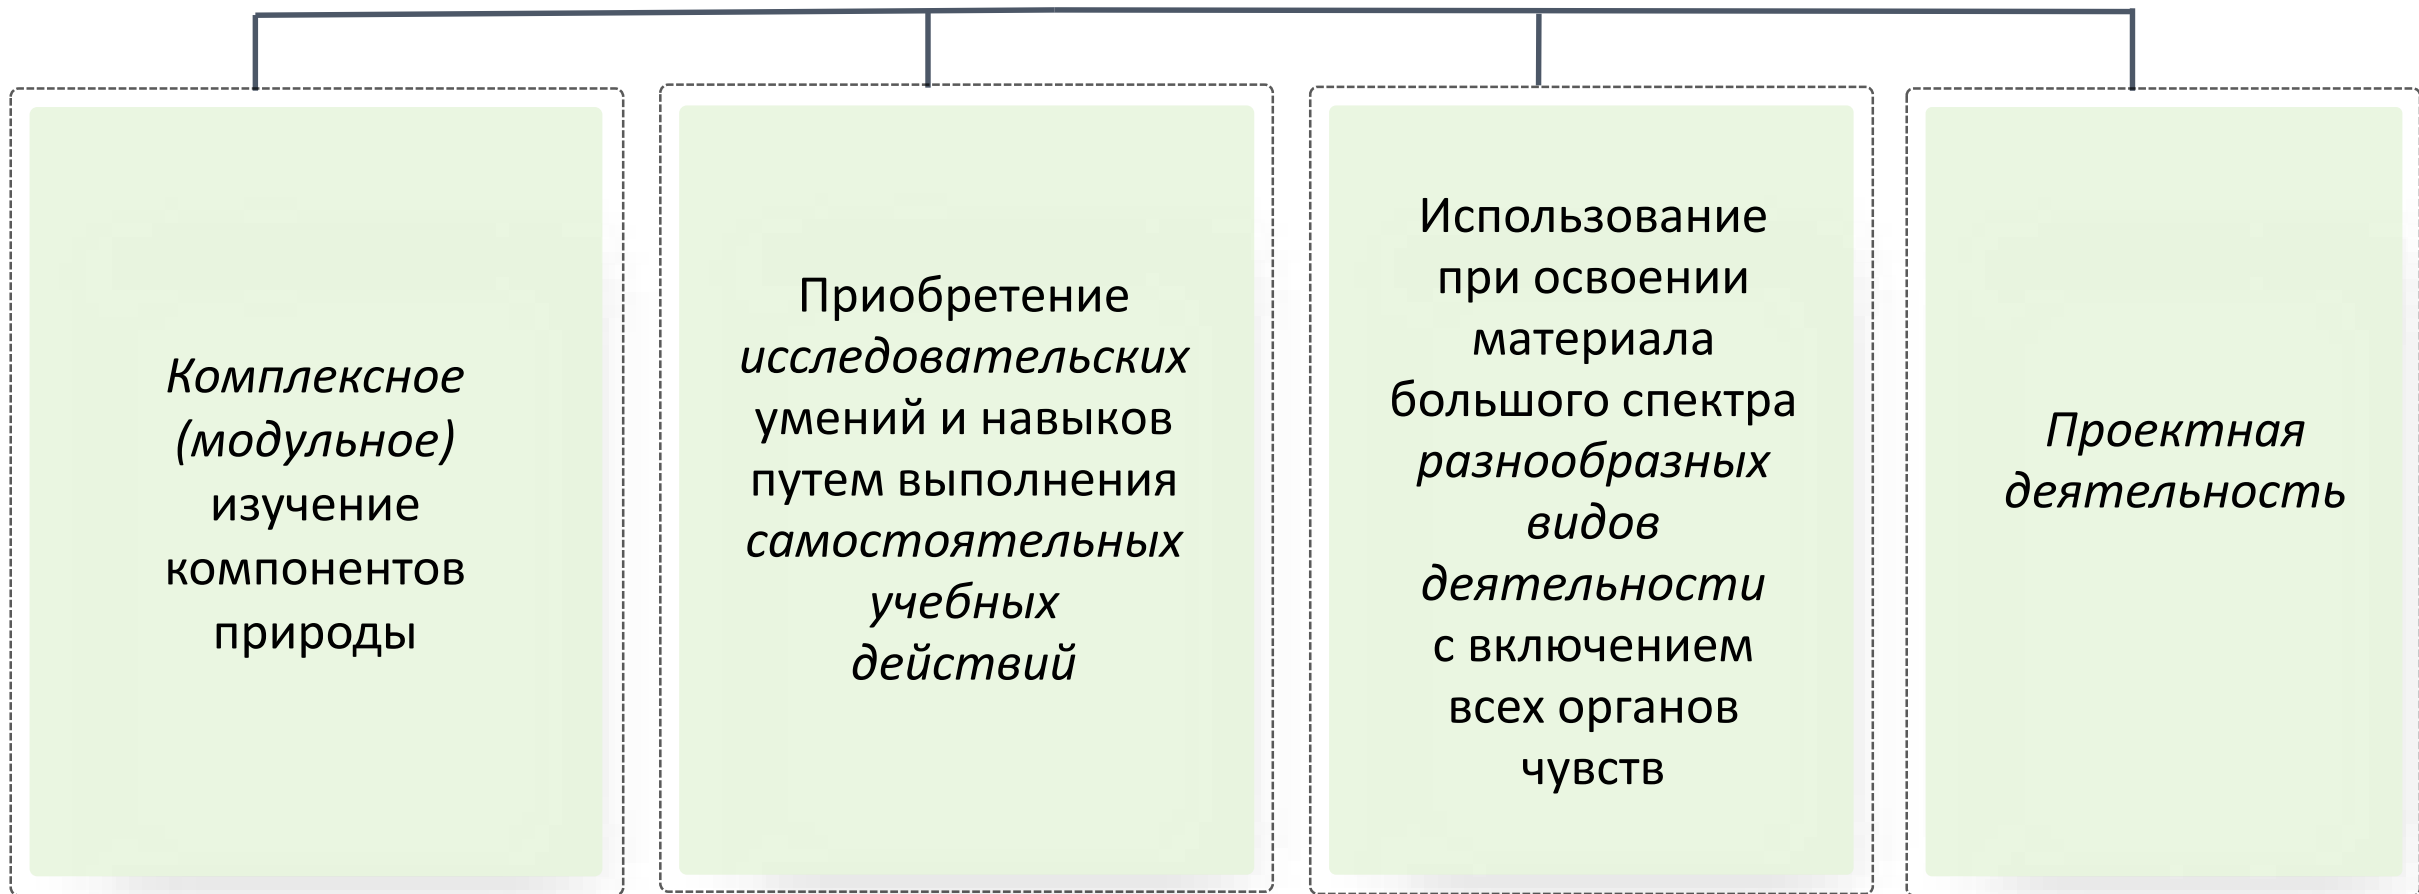 Комплексное
(модульное)
изучение
компонентов
природы
Приобретение
исследовательских
умений и навыков
путем выполнения
самостоятельных
учебных
действий
Использование
при освоении
материала
большого спектра
разнообразных
видов
деятельности
с включением
всех органов
чувств
Проектная
деятельность